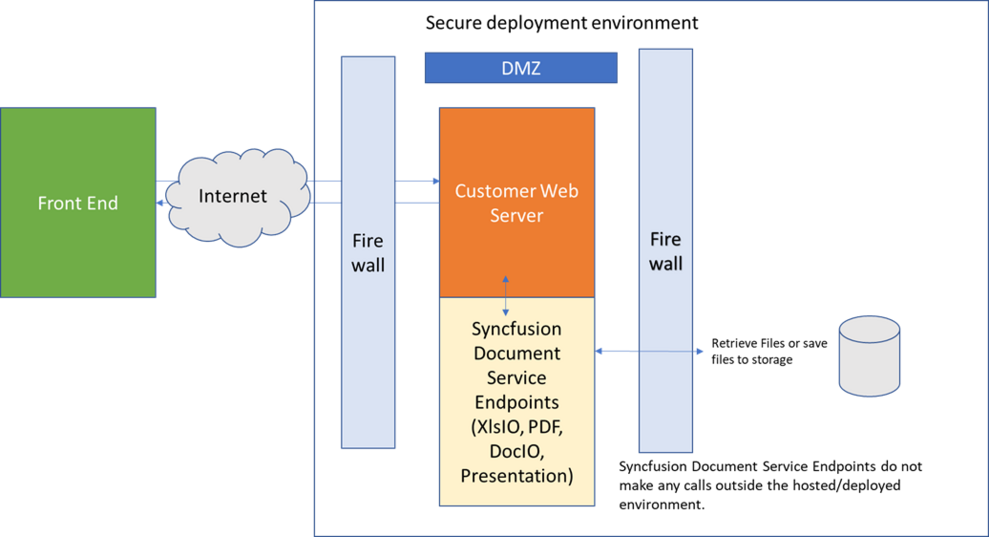 Secure deployment environment
DMZ
Front End
Internet
Fire
wall
Customer Web
Server
Fire
wall
Syncfusion
Document
Service
Endpoints
(XlsIO, PDF,
DocIO,
Presentation)
Retrieve Files or save
files to storage
Syncfusion Document Service Endpoints do not
make any calls outside the hosted/deployed
environment.